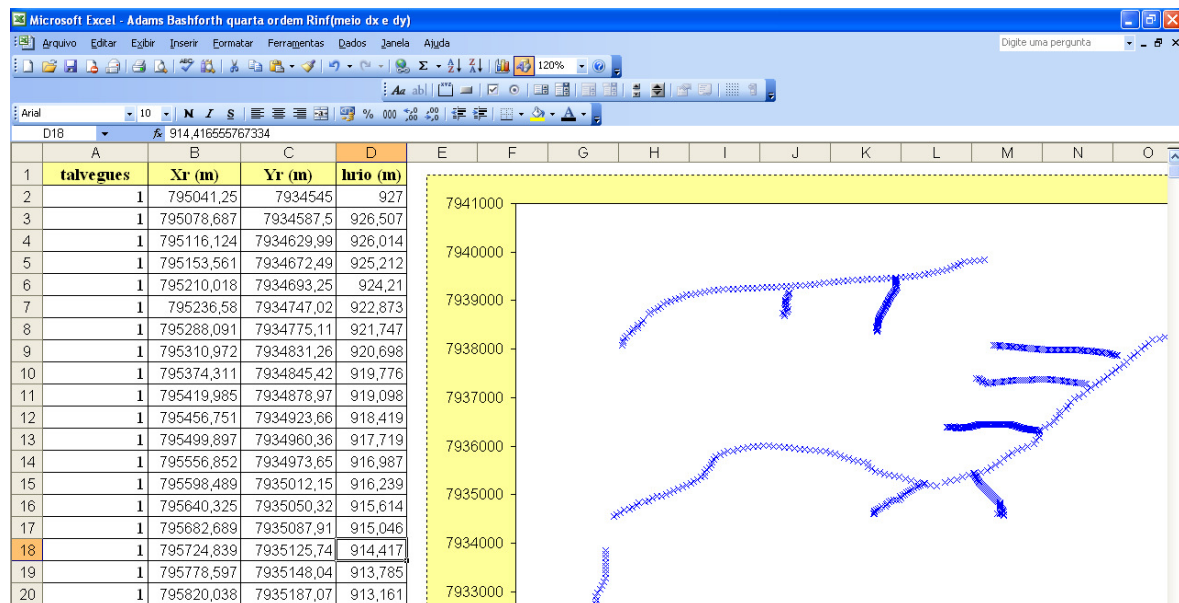 Microsoft Excel - Adams Bashforth quarta ordem Rinf(meio dx e dy)
Arquivo Editar Exibir Inserir Formatar Ferramentas Dados Janela Ajuda
Digite uma pergunta
120%
Arial 10 N I S % 000
D18 fx 914,416555767334
A B C D E F G H I J K L M N O
1 talvegues Xr (m) Yr (m) hrio (m)
2 1 795041,25 7934545 927
3 1 795078,687 7934587,5 926,507
4 1 795116,124 7934629,99 926,014
5 1 795153,561 7934672,49 925,212
6 1 795210,018 7934693,25 924,21
7 1 795236,58 7934747,02 922,873
8 1 795288,091 7934775,11 921,747
9 1 795310,972 7934831,26 920,698
10 1 795374,311 7934845,42 919,776
11 1 795419,985 7934878,97 919,098
12 1 795456,751 7934923,66 918,419
13 1 795499,897 7934960,36 917,719
14 1 795556,852 7934973,65 916,987
15 1 795598,489 7935012,15 916,239
16 1 795640,325 7935050,32 915,614
17 1 795682,689 7935087,91 915,046
18 1 795724,839 7935125,74 914,417
19 1 795778,597 7935148,04 913,785
20 1 795820,038 7935187,07 913,161
7941000
7940000
7939000
7938000
7937000
7936000
7935000
7934000
7933000